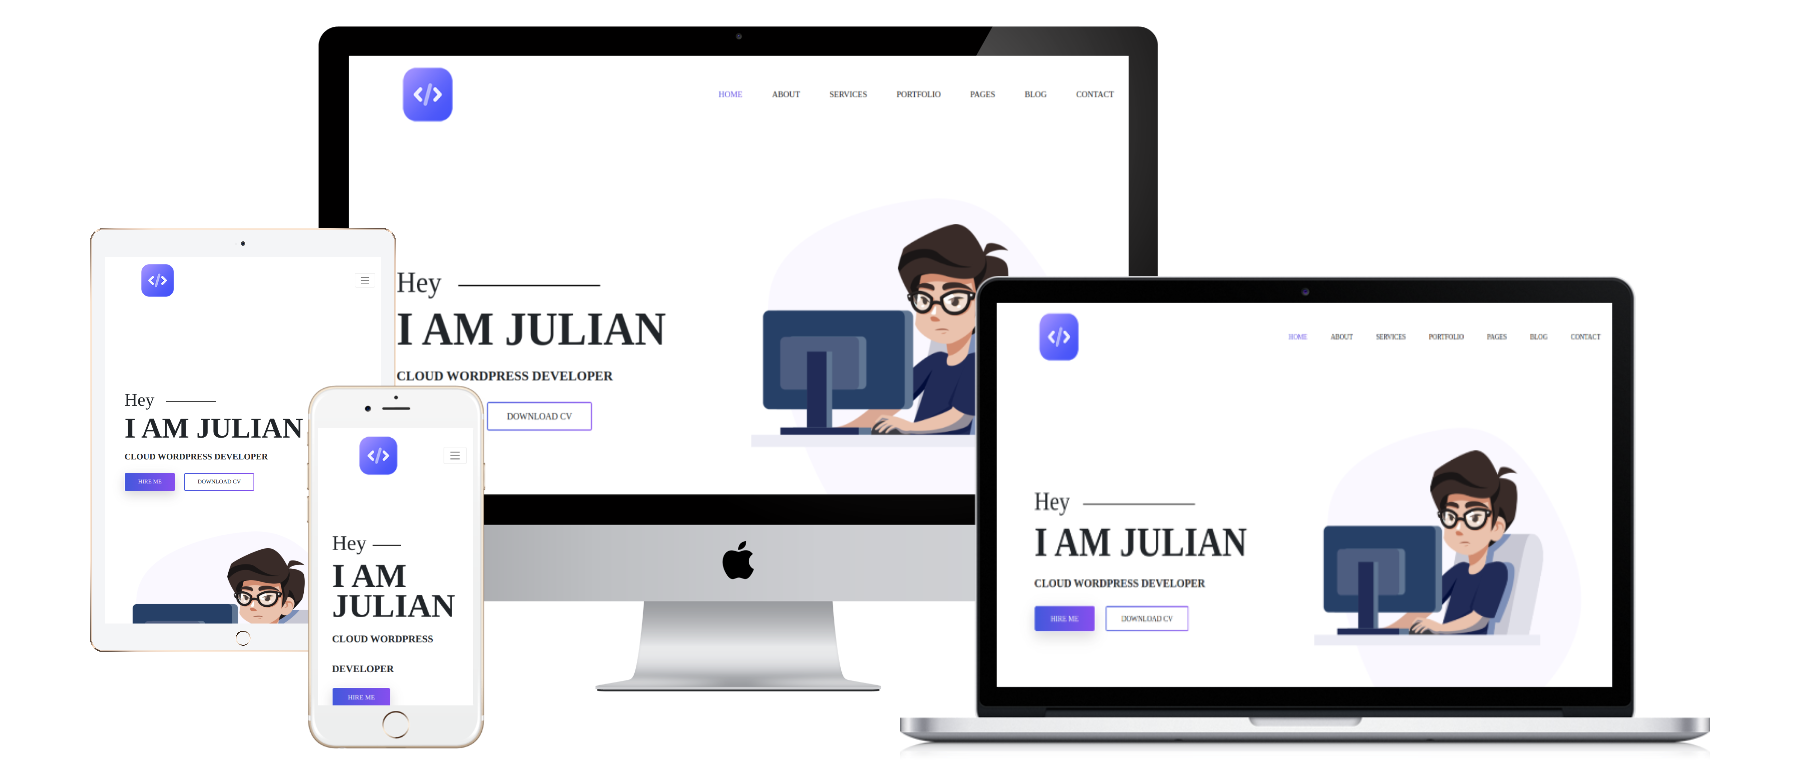 </>
HOME ABOUT SERVICES PORTFOLIO PAGES BLOG CONTACT
Hey
I AM JULIAN
CLOUD WORDPRESS DEVELOPER
DOWNLOAD CV
</>
Hey
I AM JULIAN
CLOUD WORDPRESS DEVELOPER
HIRE ME DOWNLOAD CV
</>
Hey
I AM
JULIAN
CLOUD WORDPRESS
DEVELOPER
HIRE ME
</>
HOME ABOUT SERVICES PORTFOLIO PAGES BLOG CONTACT
Hey
I AM JULIAN
CLOUD WORDPRESS DEVELOPER
HIRE ME DOWNLOAD CV